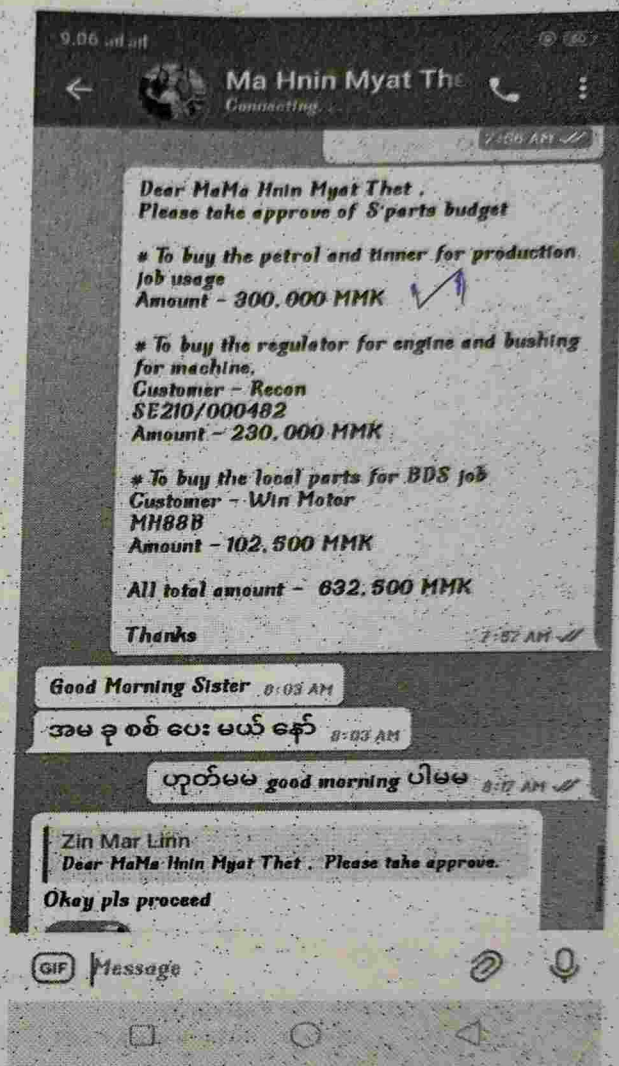 9.06
Ma Hnin Myat The
Connecting...
Dear MaMa Hnin Myat Thet ,
Please take approve of S'parts budget
# To buy the petrol and tinner for production
job usage
Amount - 300,000 MMK
# To buy the regulator for engine and bushing
for machine,
Customer - Recon
SE210/000482
Amount - 230,000 MMK
# To buy the local parts for BDS job
Customer - Win Motor
MH88B
Amount - 102,500 MMK
All total amount - 632,500 MMK
Thanks
7:57 AM
Good Morning Sister 8:03 AM
အမ ခု စစ် ပေး မယ် နော် 8:03 AM
ဟုတ်မမ good morning ပါမမ 8:17 AM
Zin Mar Linn
Dear MaMa Hnin Myat Thet , Please take approve.
Okay pls proceed
GIF Message